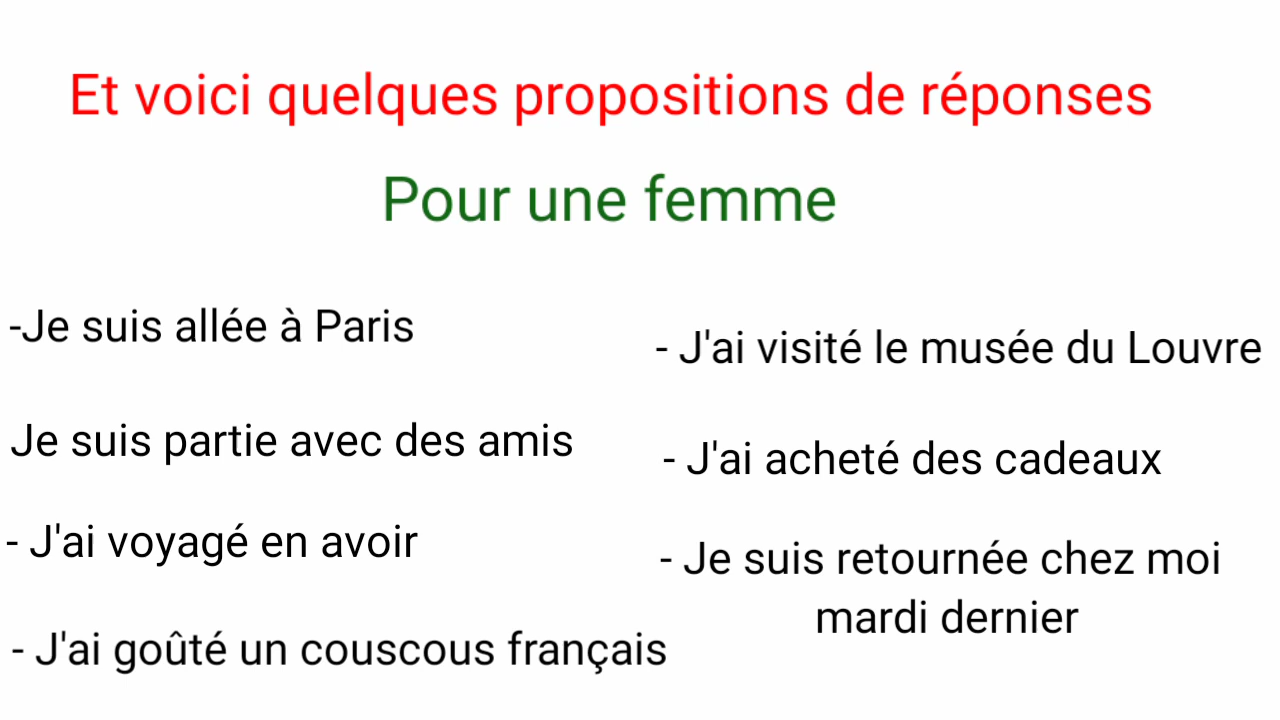 Et voici quelques propositions de réponses
Pour une femme
-Je suis allée à Paris
Je suis partie avec des amis
- J'ai voyagé en avoir
- J'ai goûté un couscous français
- J'ai visité le musée du Louvre
- J'ai acheté des cadeaux
- Je suis retournée chez moi
mardi dernier